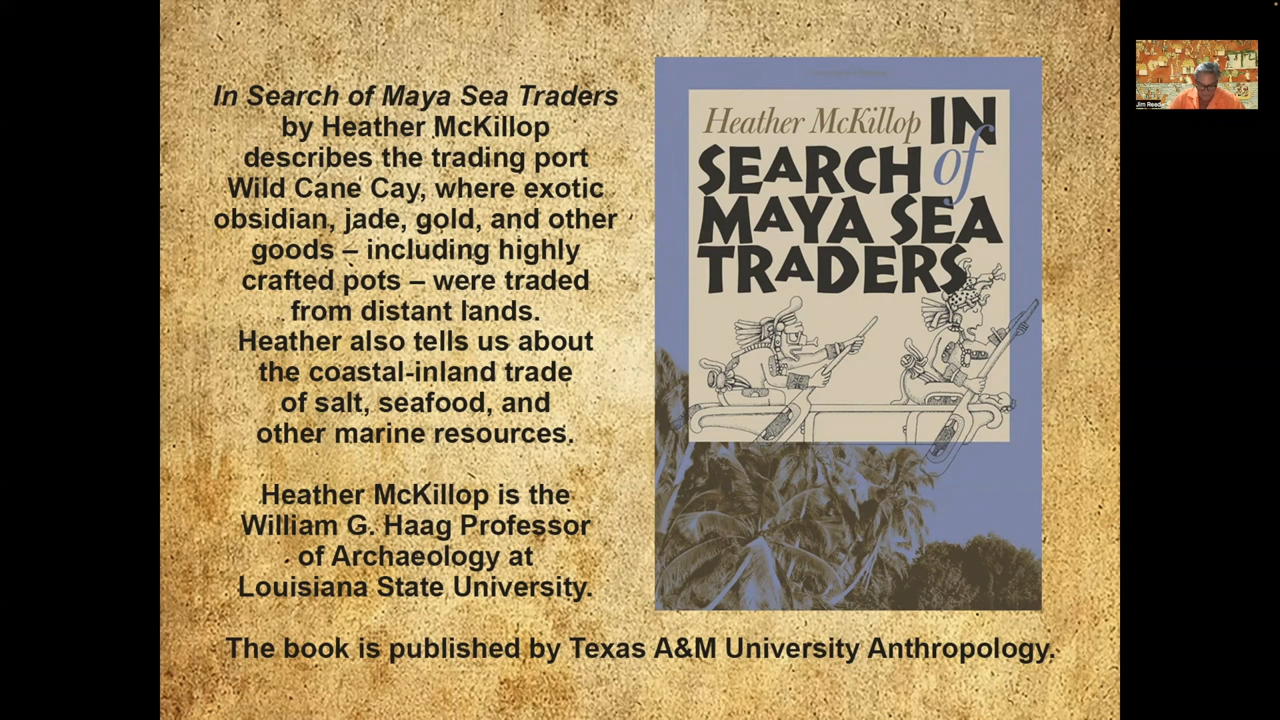 In Search of Maya Sea Traders
by Heather McKillop
describes the trading port
Wild Cane Cay, where exotic
obsidian, jade, gold, and other
goods – including highly
crafted pots – were traded
from distant lands.
Heather also tells us about
the coastal-inland trade
of salt, seafood, and
other marine resources.
Heather McKillop is the
William G. Haag Professor
of Archaeology at
Louisiana State University.
The book is published by Texas A&M University Anthropology.
Heather McKillop
IN
SEARCH of
MAYA SEA
TRADERS
Jim Reed